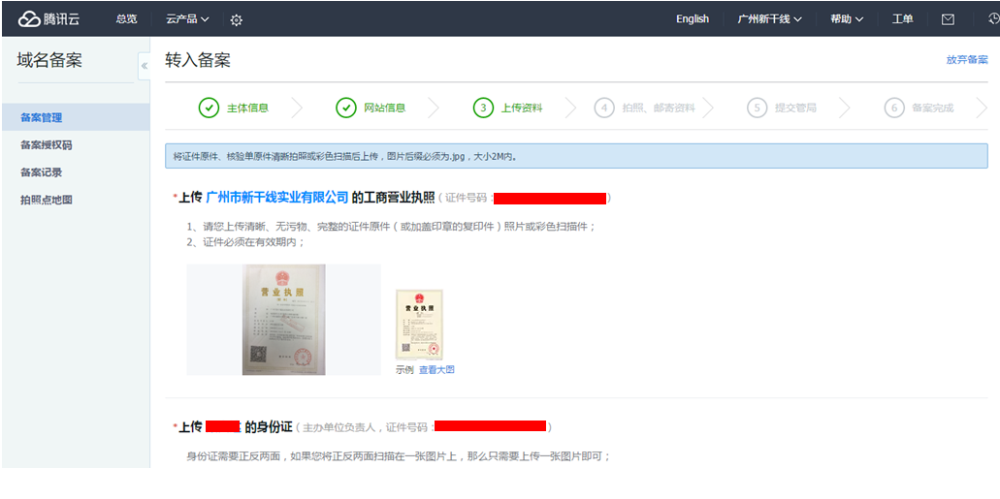 腾讯云 总览 云产品 English 广州新干线 帮助 工单
域名备案
«
转入备案
放弃备案
主体信息 网站信息 3 上传资料 4 拍照、邮寄资料 5 提交管局 6 备案完成
备案管理
备案授权码
备案记录
拍照点地图
将证件原件、核验单原件清晰拍照或彩色扫描后上传，图片后缀必须为.jpg，大小2M内。
*上传 广州市新干线实业有限公司 的工商营业执照（证件号码： ）
1、请您上传清晰、无污物、完整的证件原件（或加盖印章的复印件）照片或彩色扫描件；
2、证件必须在有效期内；
营业执照
营业执照
示例 查看大图
*上传 的身份证（主办单位负责人，证件号码： ）
身份证需要正反两面，如果您将正反两面扫描在一张图片上，那么只需要上传一张图片即可；